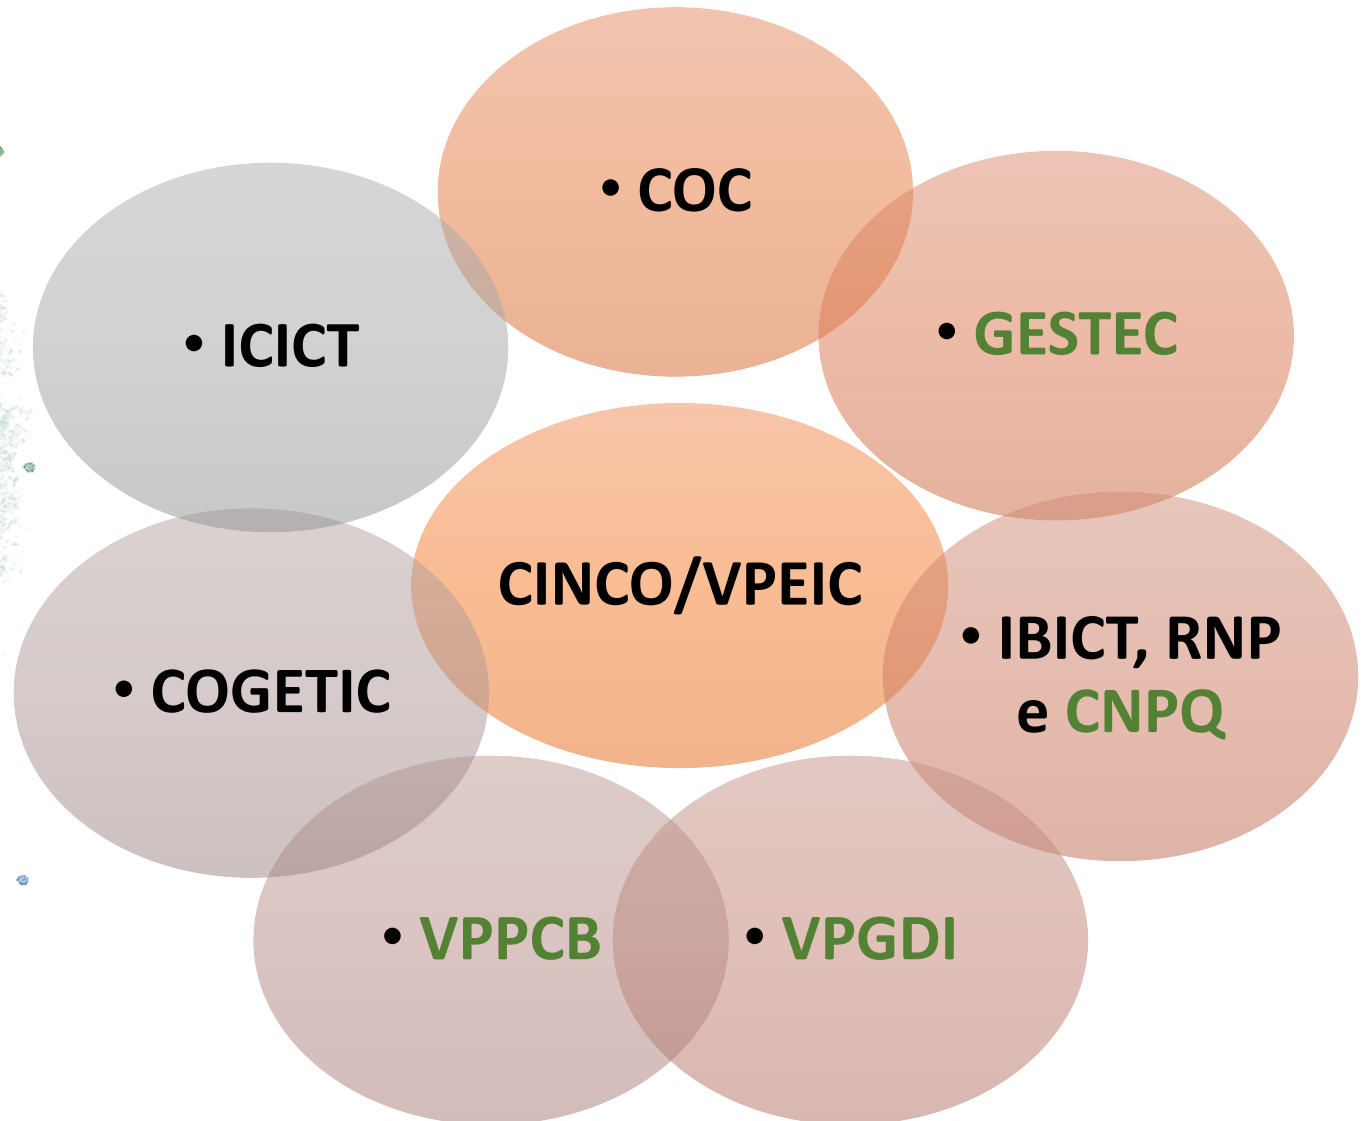 • COC
• GESTEC
• ICICT
CINCO/VPEIC
• IBICT, RNP
e CNPQ
• COGETIC
• VPPCB
• VPGDI